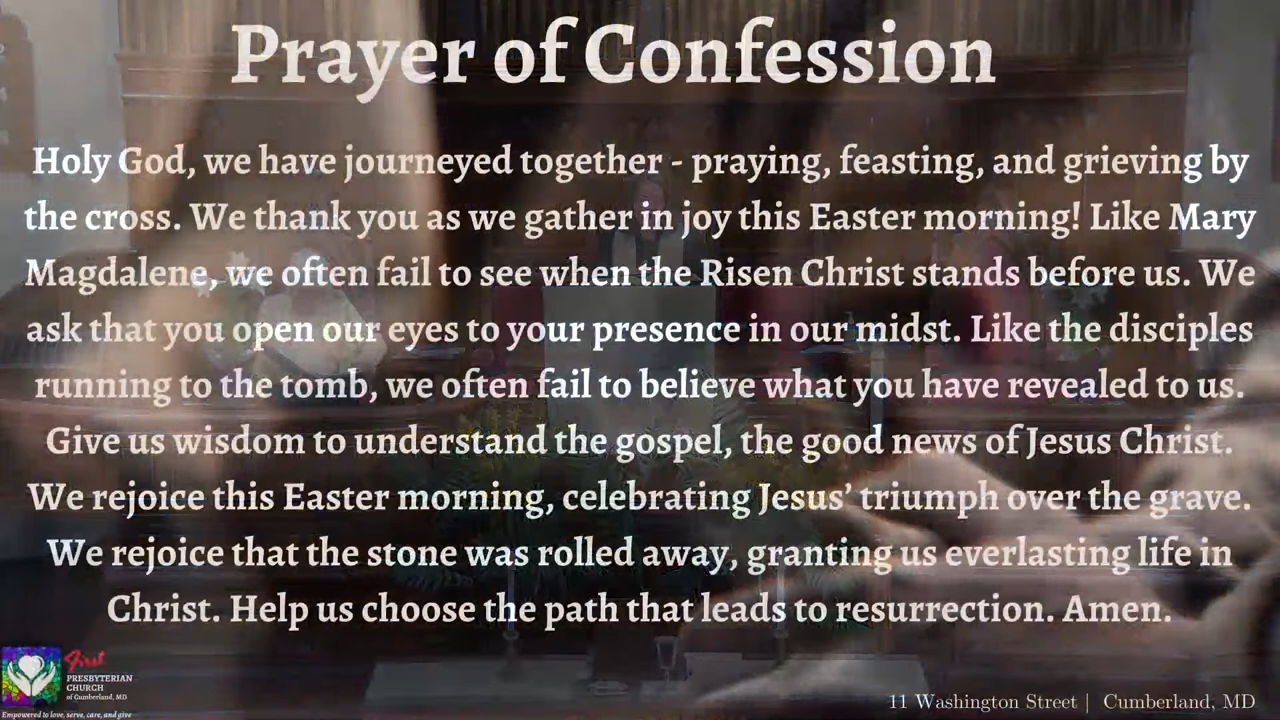 Prayer of Confession
Holy God, we have journeyed together - praying, feasting, and grieving by
the cross. We thank you as we gather in joy this Easter morning! Like Mary
Magdalene, we often fail to see when the Risen Christ stands before us. We
ask that you open our eyes to your presence in our midst. Like the disciples
running to the tomb, we often fail to believe what you have revealed to us.
Give us wisdom to understand the gospel, the good news of Jesus Christ.
We rejoice this Easter morning, celebrating Jesus’ triumph over the grave.
We rejoice that the stone was rolled away, granting us everlasting life in
Christ. Help us choose the path that leads to resurrection. Amen.
First
PRESBYTERIAN
CHURCH
of Cumberland, MD
Empowered to love, serve, care, and give
11 Washington Street | Cumberland, MD